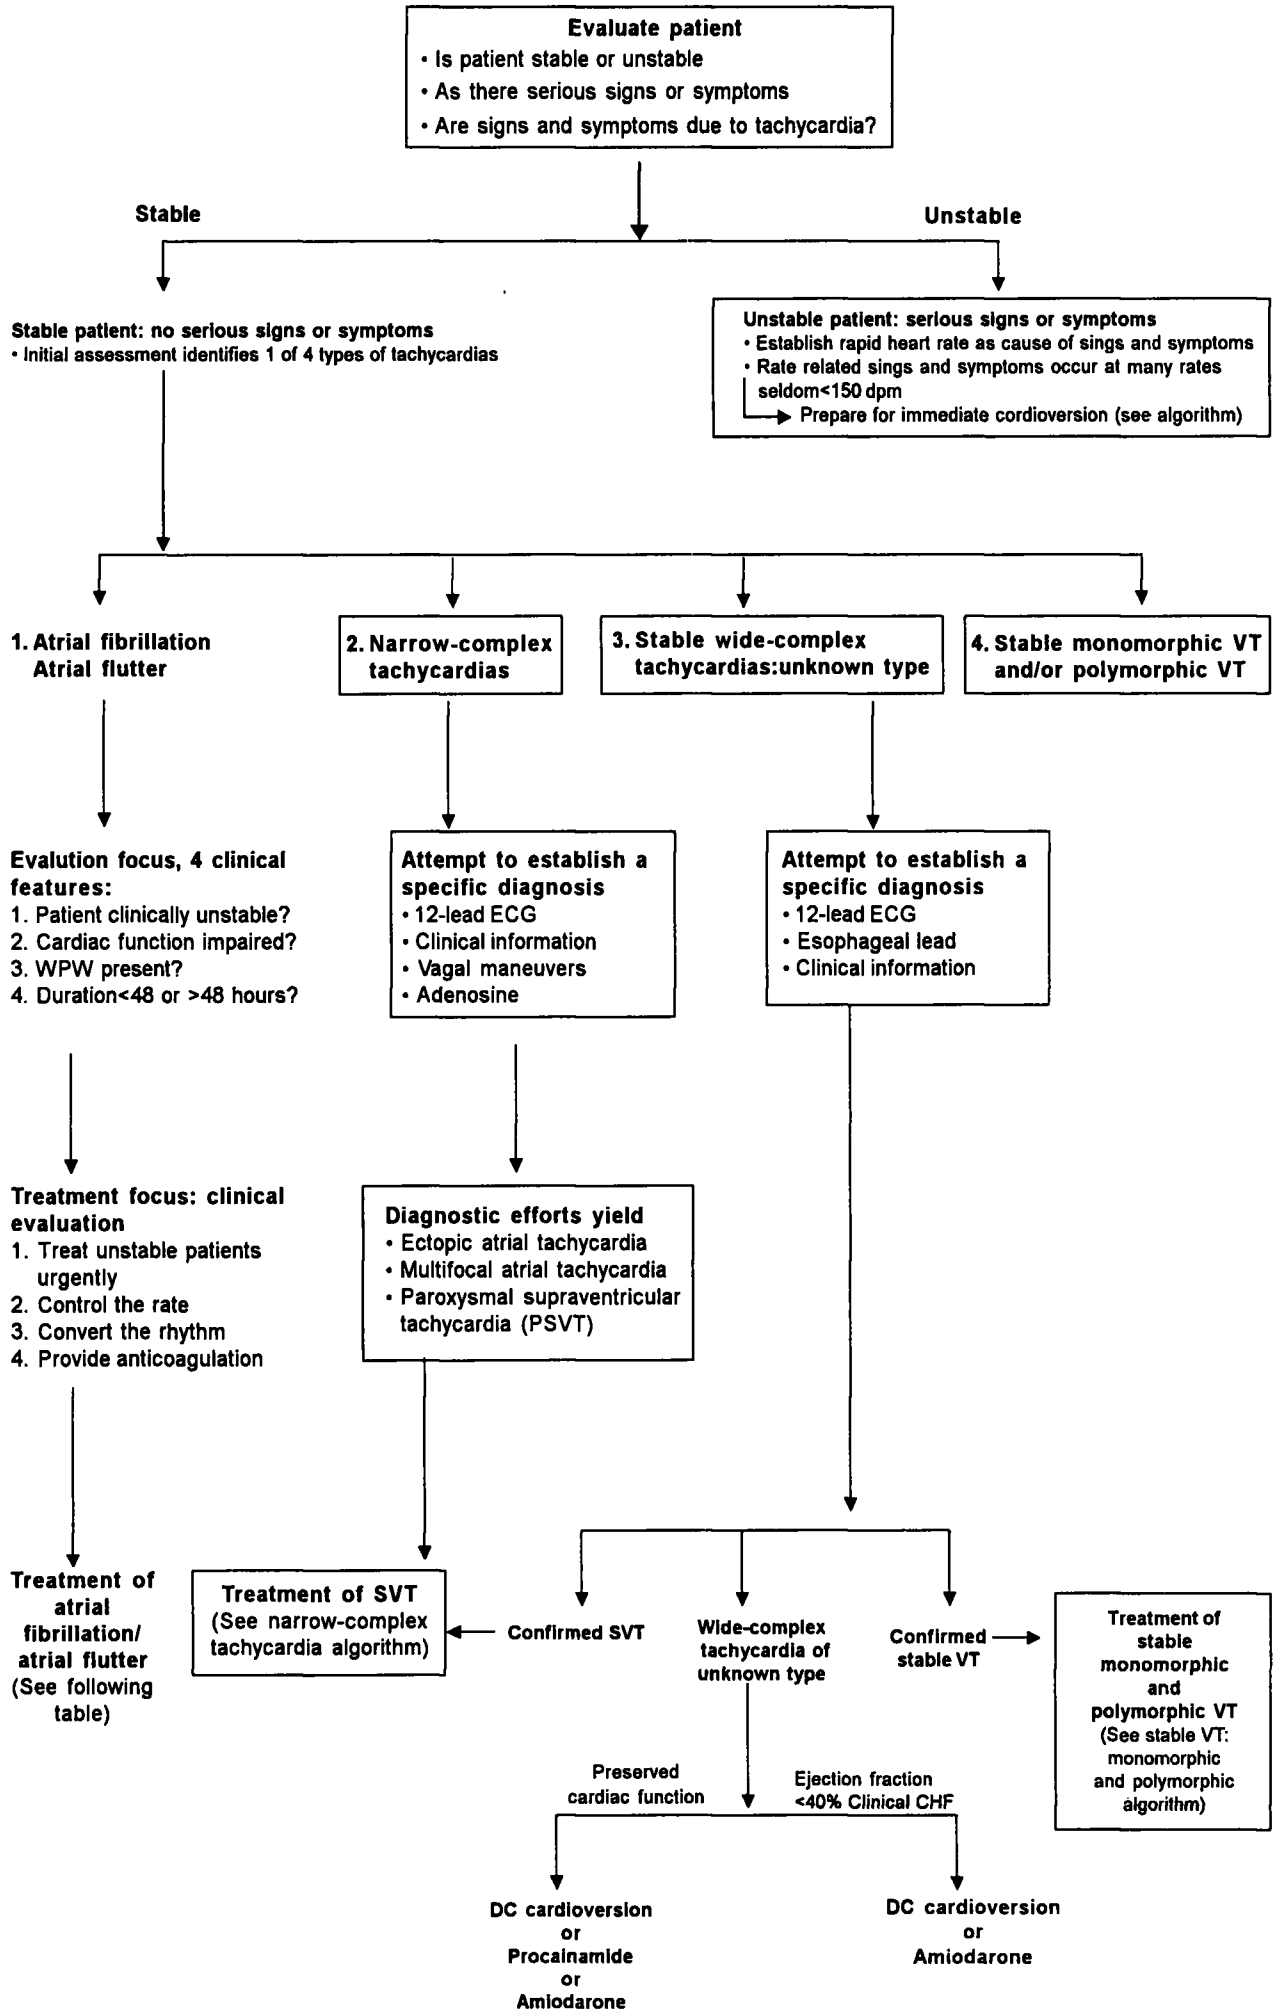 Evaluate patient
• Is patient stable or unstable
• As there serious signs or symptoms
• Are signs and symptoms due to tachycardia?
Stable
Unstable
Stable patient: no serious signs or symptoms
• Initial assessment identifies 1 of 4 types of tachycardias
Unstable patient: serious signs or symptoms
• Establish rapid heart rate as cause of sings and symptoms
• Rate related sings and symptoms occur at many rates
seldom<150 dpm
Prepare for immediate cordioversion (see algorithm)
1. Atrial fibrillation
Atrial flutter
2. Narrow-complex
tachycardias
3. Stable wide-complex
tachycardias:unknown type
4. Stable monomorphic VT
and/or polymorphic VT
Evalution focus, 4 clinical
features:
1. Patient clinically unstable?
2. Cardiac function impaired?
3. WPW present?
4. Duration<48 or >48 hours?
Attempt to establish a
specific diagnosis
• 12-lead ECG
• Clinical information
• Vagal maneuvers
• Adenosine
Attempt to establish a
specific diagnosis
• 12-lead ECG
• Esophageal lead
• Clinical information
Treatment focus: clinical
evaluation
1. Treat unstable patients
urgently
2. Control the rate
3. Convert the rhythm
4. Provide anticoagulation
Diagnostic efforts yield
• Ectopic atrial tachycardia
• Multifocal atrial tachycardia
• Paroxysmal supraventricular
tachycardia (PSVT)
Treatment of
atrial
fibrillation/
atrial flutter
(See following
table)
Treatment of SVT
(See narrow-complex
tachycardia algorithm)
Confirmed SVT
Wide-complex
tachycardia of
unknown type
Confirmed
stable VT
Treatment of
stable
monomorphic
and
polymorphic VT
(See stable VT:
monomorphic
and polymorphic
algorithm)
Preserved
cardiac function
Ejection fraction
<40% Clinical CHF
DC cardioversion
or
Procainamide
or
Amiodarone
DC cardioversion
or
Amiodarone